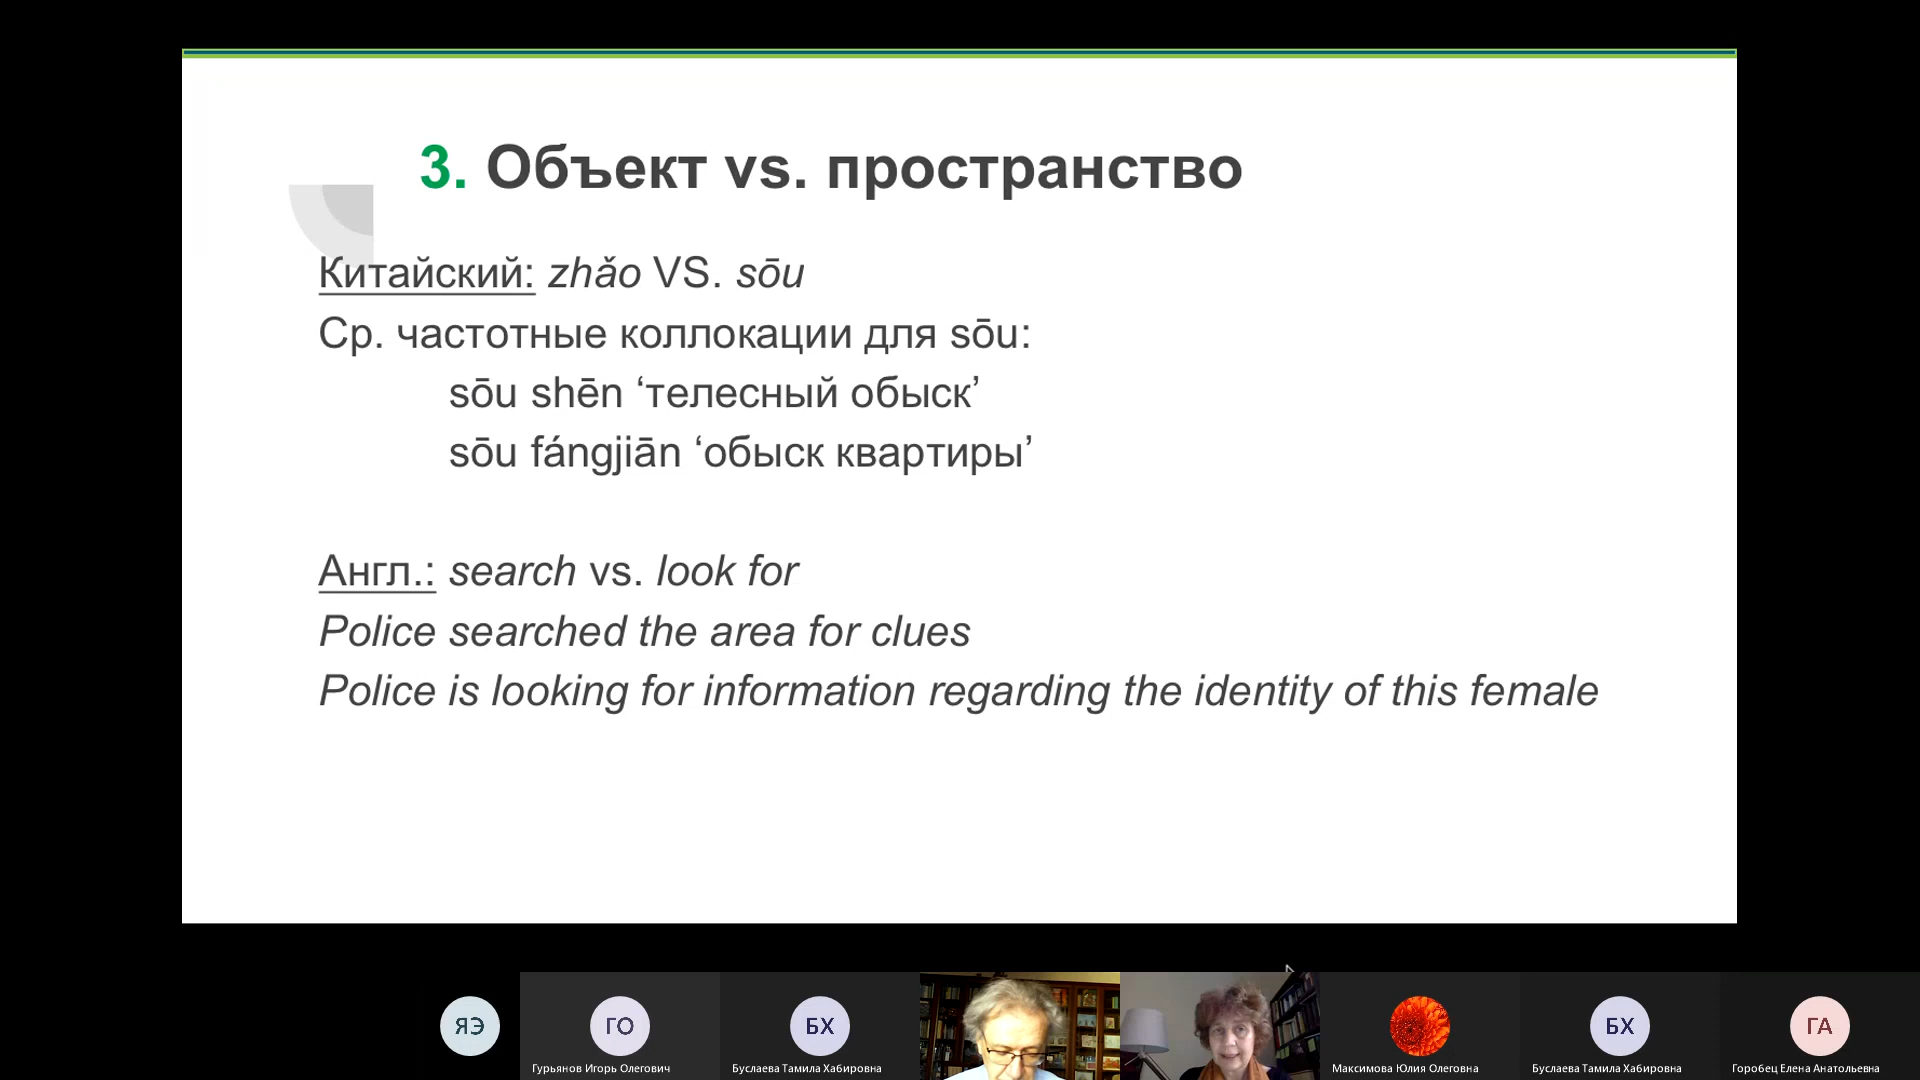 3. Объект vs. пространство
Китайский: zhǎo VS. sōu
Ср. частотные коллокации для sōu:
sōu shēn ‘телесный обыск’
sōu fángjiān ‘обыск квартиры’
Англ.: search vs. look for
Police searched the area for clues
Police is looking for information regarding the identity of this female
ЯЭ
ГО
БХ
БХ
ГА
Гурьянов Игорь Олегович
Буслаева Тамила Хабировна
Максимова Юлия Олеговна
Буслаева Тамила Хабировна
Горобец Елена Анатольевна